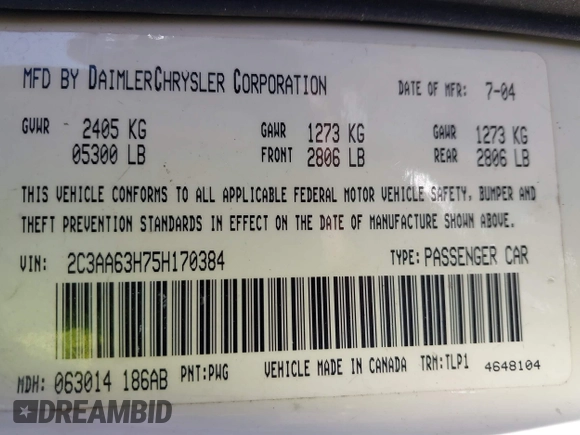 MFD BY DAIMLERCHRYSLER CORPORATION DATE OF MFR: 7-04
GVWR 2405 KG GAWR 1273 KG GAWR 1273 KG
05300 LB FRONT 2806 LB REAR 2806 LB
THIS VEHICLE CONFORMS TO ALL APPLICABLE FEDERAL MOTOR VEHICLE SAFETY, BUMPER AND
THEFT PREVENTION STANDARDS IN EFFECT ON THE DATE OF MANUFACTURE SHOWN ABOVE.
VIN: 2C3AA63H75H170384 TYPE: PASSENGER CAR
MDH: 063014 186AB PNT: PWG VEHICLE MADE IN CANADA TRM: TLP1 4648104
DREAMBID